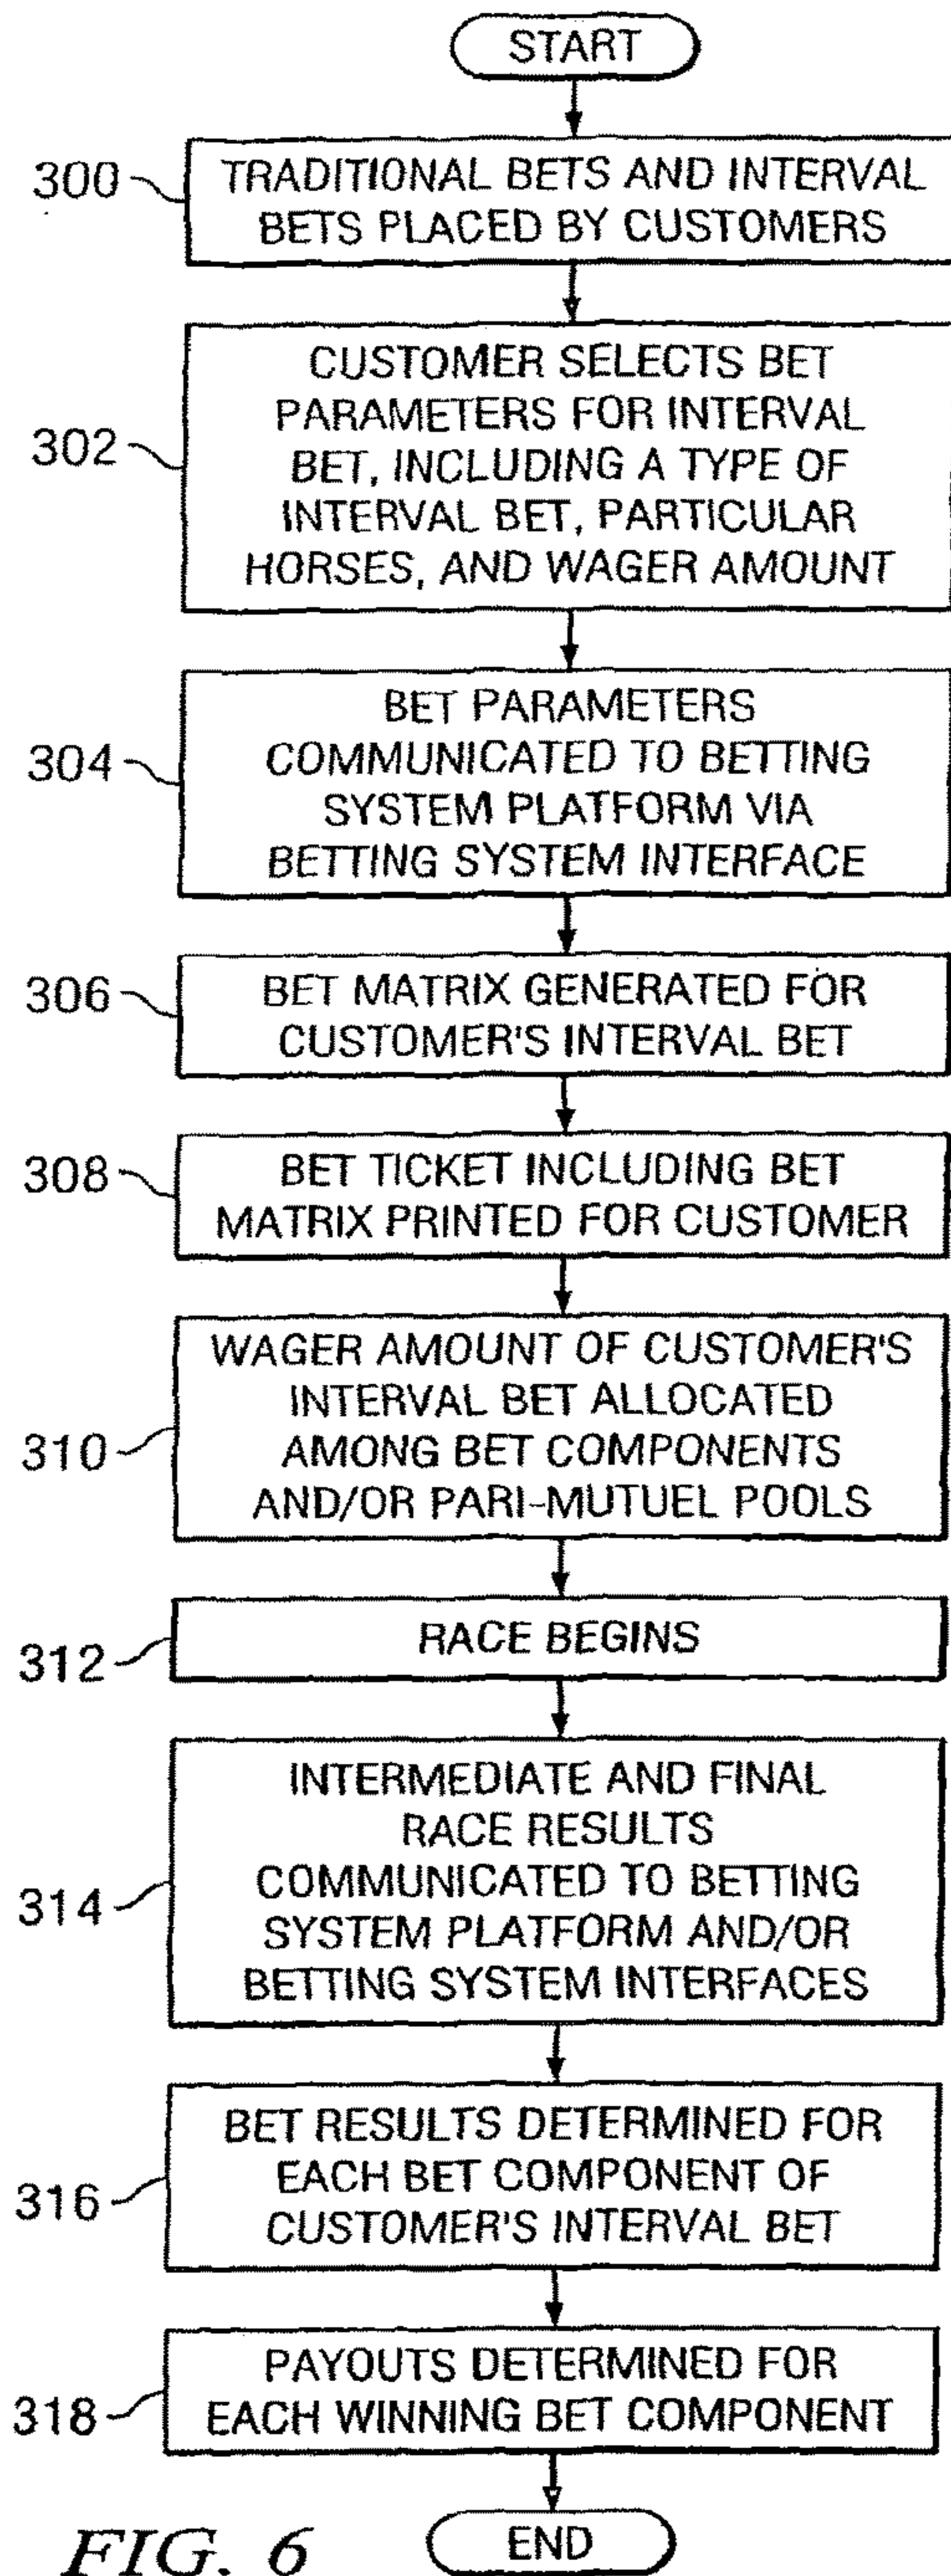 START
300
TRADITIONAL BETS AND INTERVAL
BETS PLACED BY CUSTOMERS
302
CUSTOMER SELECTS BET
PARAMETERS FOR INTERVAL
BET, INCLUDING A TYPE OF
INTERVAL BET, PARTICULAR
HORSES, AND WAGER AMOUNT
304
BET PARAMETERS
COMMUNICATED TO BETTING
SYSTEM PLATFORM VIA
BETTING SYSTEM INTERFACE
306
BET MATRIX GENERATED FOR
CUSTOMER'S INTERVAL BET
308
BET TICKET INCLUDING BET
MATRIX PRINTED FOR CUSTOMER
310
WAGER AMOUNT OF CUSTOMER'S
INTERVAL BET ALLOCATED
AMONG BET COMPONENTS
AND/OR PARI-MUTUEL POOLS
312
RACE BEGINS
314
INTERMEDIATE AND FINAL
RACE RESULTS
COMMUNICATED TO BETTING
SYSTEM PLATFORM AND/OR
BETTING SYSTEM INTERFACES
316
BET RESULTS DETERMINED FOR
EACH BET COMPONENT OF
CUSTOMER'S INTERVAL BET
318
PAYOUTS DETERMINED FOR
EACH WINNING BET COMPONENT
END
FIG. 6